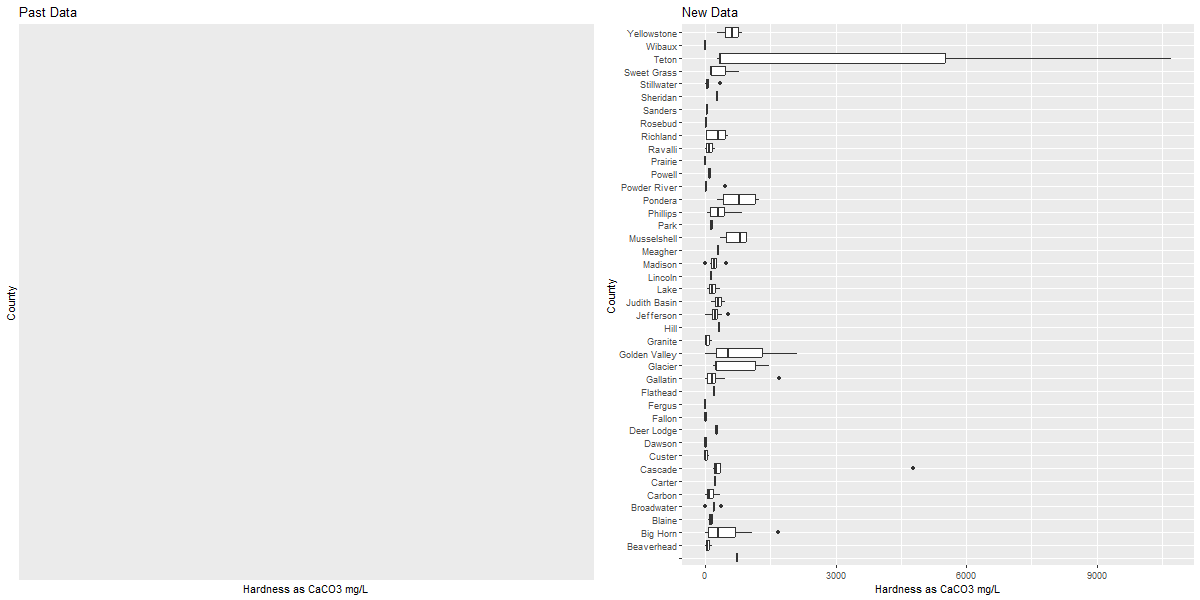 Past Data
County
Hardness as CaCO3 mg/L
New Data
County
Yellowstone
Wibaux
Teton
Sweet Grass
Stillwater
Sheridan
Sanders
Rosebud
Richland
Ravalli
Prairie
Powell
Powder River
Pondera
Phillips
Park
Musselshell
Meagher
Madison
Lincoln
Lake
Judith Basin
Jefferson
Hill
Granite
Golden Valley
Glacier
Gallatin
Flathead
Fergus
Fallon
Deer Lodge
Dawson
Custer
Cascade
Carter
Carbon
Broadwater
Blaine
Big Horn
Beaverhead
0 3000 6000 9000
Hardness as CaCO3 mg/L